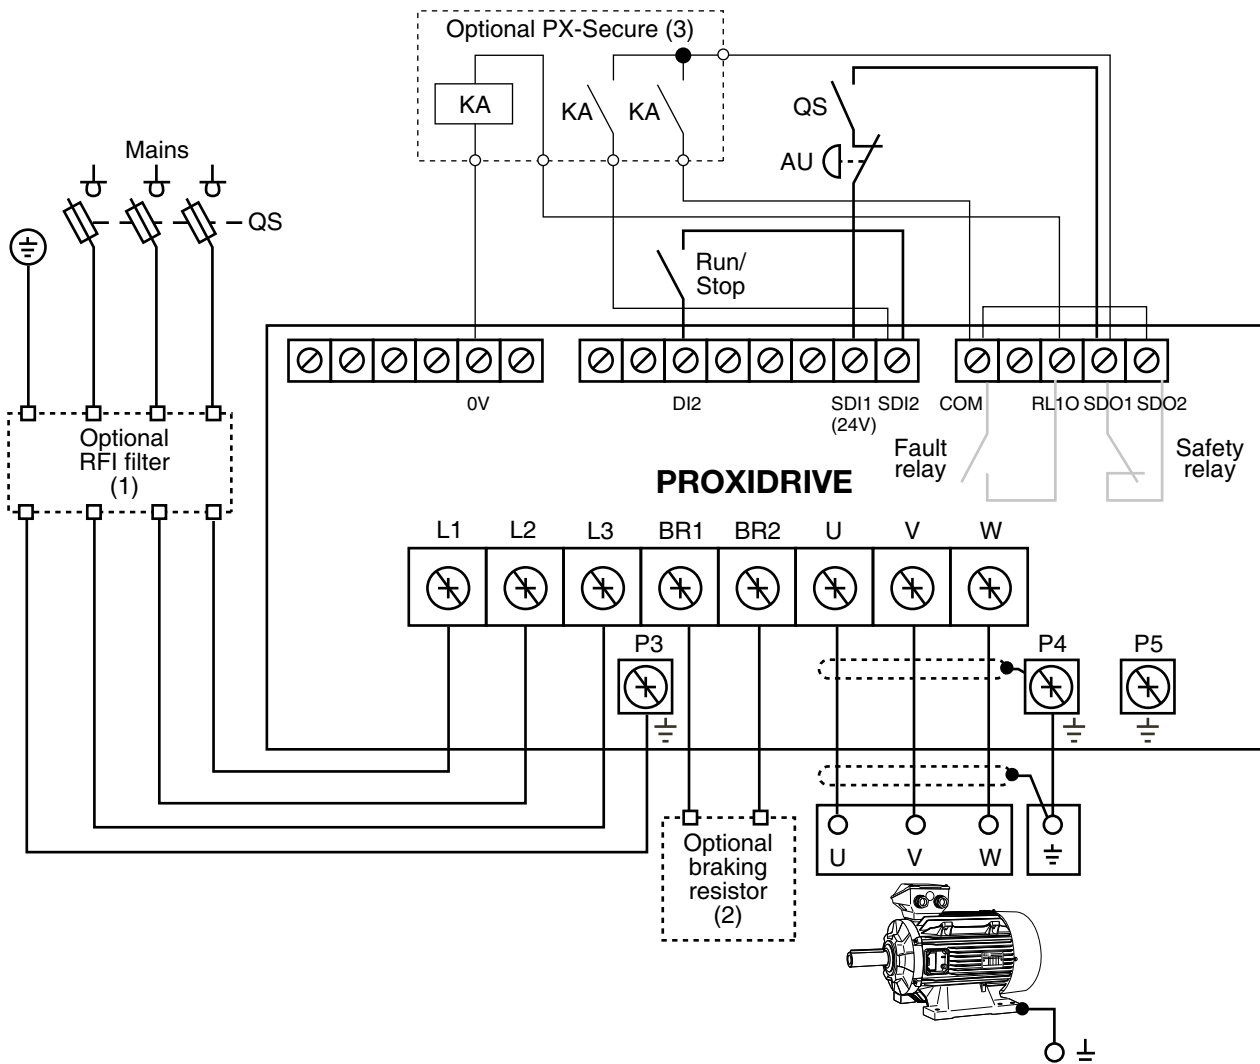 Optional PX-Secure (3)
KA
KA
KA
QS
AU
Mains
QS
Run/
Stop
0V
DI2
SDI1
SDI2
(24V)
COM
RL1O
SDO1
SDO2
Fault
relay
Safety
relay
Optional
RFI filter
(1)
PROXIDRIVE
L1
L2
L3
BR1
BR2
U
V
W
P3
P4
P5
Optional
braking
resistor
(2)
U
V
W